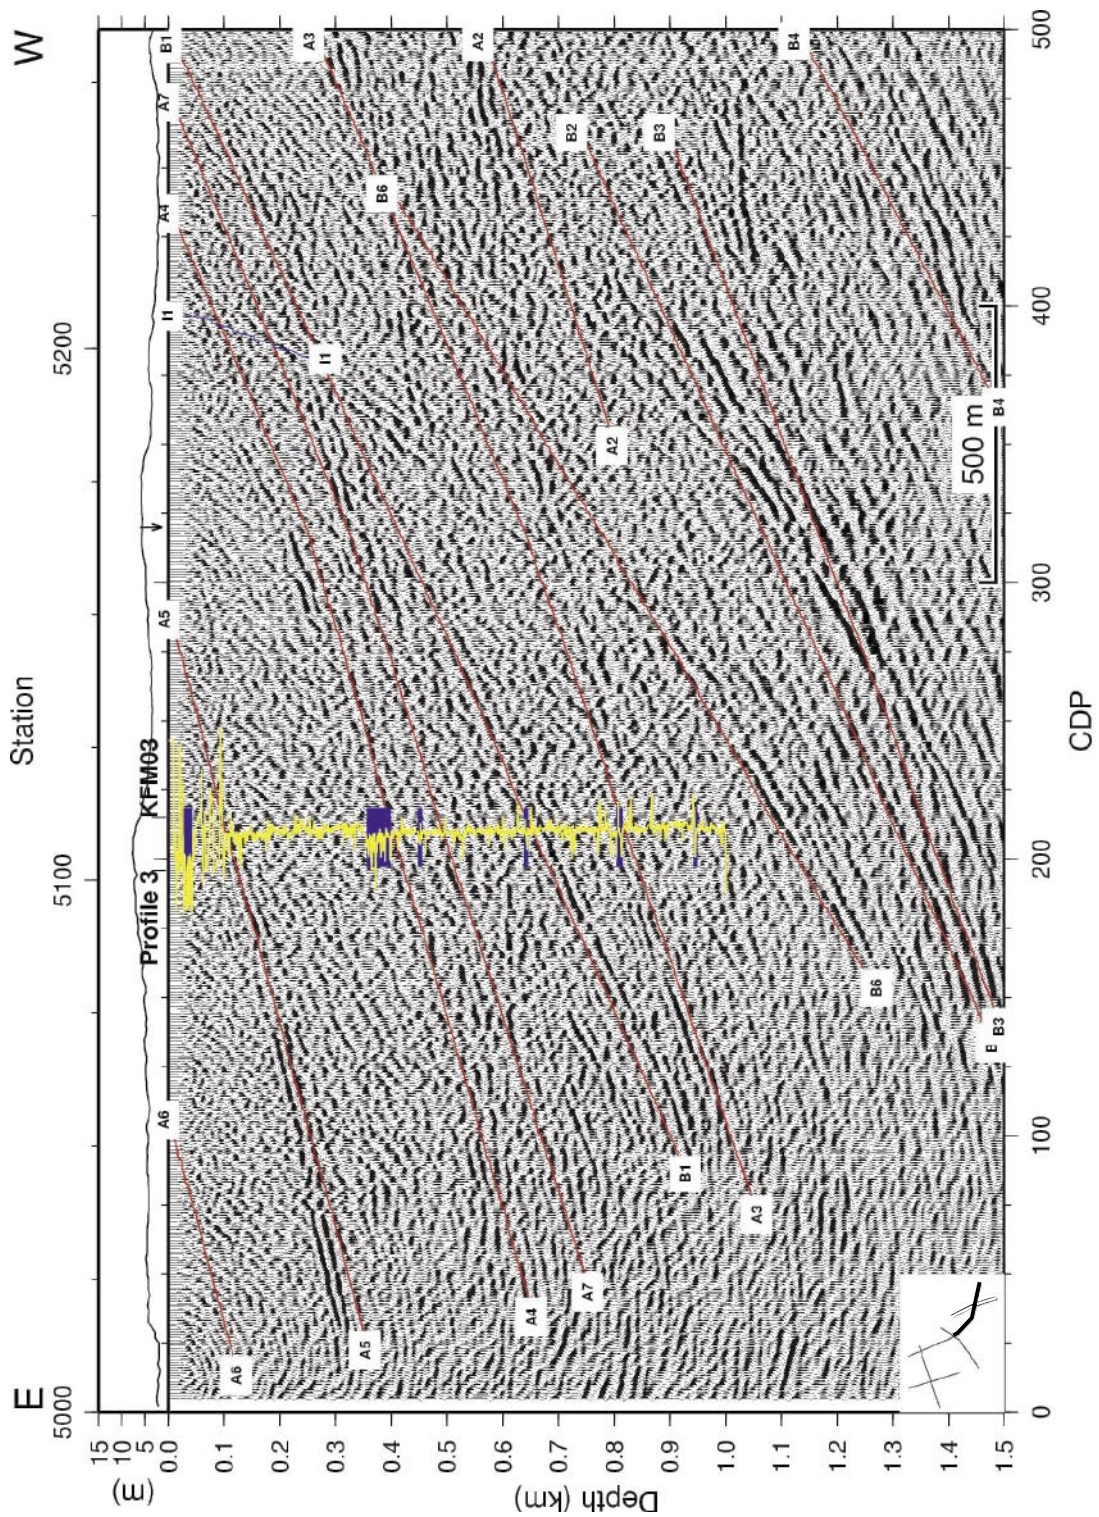 E
Station
W
5000
5100
5200
Profile 3
KFM03
15
10
5
(m)
0.0
0.1
0.2
0.3
0.4
0.5
0.6
0.7
0.8
0.9
1.0
1.1
1.2
1.3
1.4
1.5
Depth (km)
A6
A5
I1
A4
A7
B1
A3
A2
B4
B6
B2
B3
I1
A2
A6
A5
A4
A7
B1
A3
B6
B
B3
B4
500 m
0
100
200
300
400
500
CDP